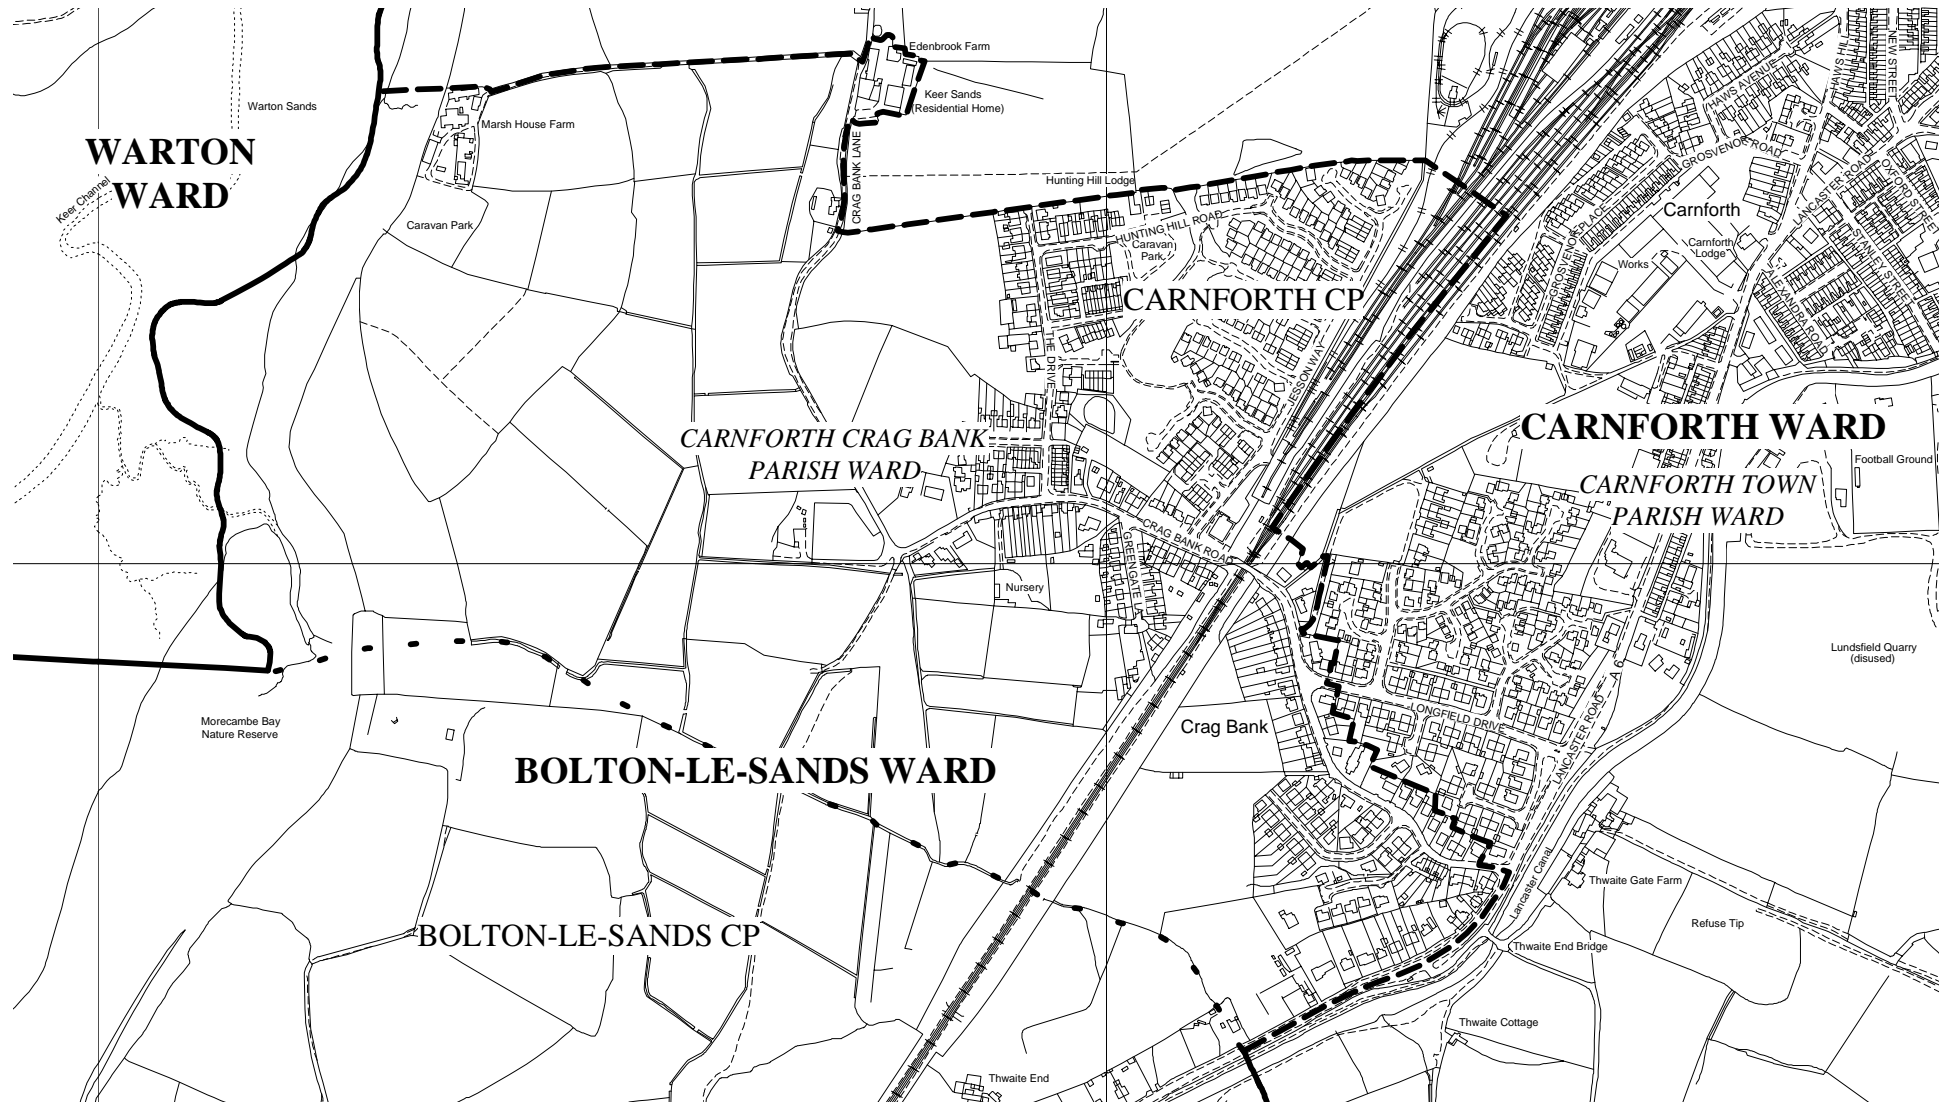 Edenbrook Farm
Warton Sands
Keer Sands
(Residential Home)
Marsh House Farm
HAWS AVENUE
HAWS HILL
NEW STREET
WARTON
WARD
Keer Channel
CRAG BANK LANE
Hunting Hill Lodge
GROSVENOR ROAD
LANCASTER ROAD
OXFORD STREET
Carnforth
Caravan Park
HUNTING HILL ROAD
Caravan
Park
GROSVENOR PLACE
Carnforth
Lodge
Works
STANLEY STREET
ALEXANDRA ROAD
CARNFORTH CP
THE DRIVE
JESSON WAY
CARNFORTH CRAG BANK
PARISH WARD
CARNFORTH WARD
Football Ground
CARNFORTH TOWN
PARISH WARD
CRAG BANK ROAD
GREENGATE LA
Nursery
Lundsfield Quarry
(disused)
Morecambe Bay
Nature Reserve
Crag Bank
LONGFIELD DRIVE
LANCASTER ROAD
A 6
BOLTON-LE-SANDS WARD
Lancaster Canal
Thwaite Gate Farm
Refuse Tip
BOLTON-LE-SANDS CP
Thwaite End Bridge
Thwaite Cottage
Thwaite End